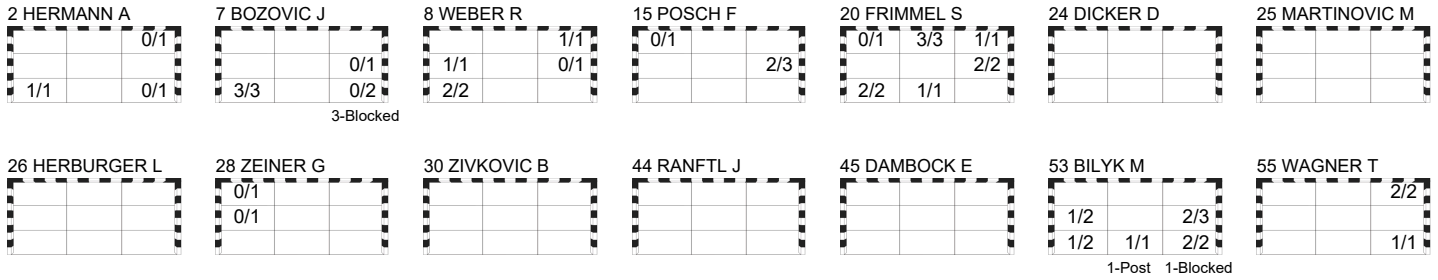 2 HERMANN A 7 BOZOVIC J 8 WEBER R 15 POSCH F 20 FRIMMEL S 24 DICKER D 25 MARTINOVIC M
0/1 1/1 0/1 0/1 3/3 1/1
0/1 1/1 0/1 2/3 2/2
1/1 0/1 3/3 0/2 2/2 2/2 1/1
3-Blocked
26 HERBURGER L 28 ZEINER G 30 ZIVKOVIC B 44 RANFTL J 45 DAMBOCK E 53 BILYK M 55 WAGNER T
0/1 2/2
0/1 1/2 2/3
1/2 1/1 2/2 1/1
1-Post 1-Blocked